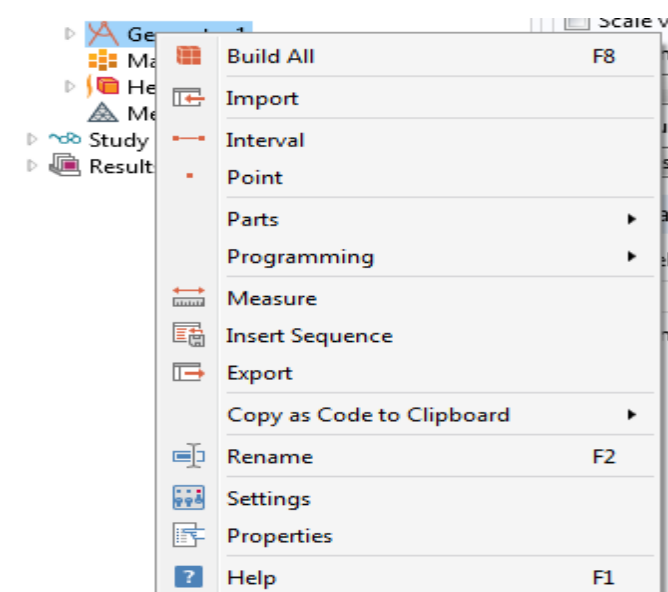 Scale
Build All F8
Import
Interval
Point
Parts
Programming
Measure
Insert Sequence
Export
Copy as Code to Clipboard
Rename F2
Settings
Properties
Help F1
Study